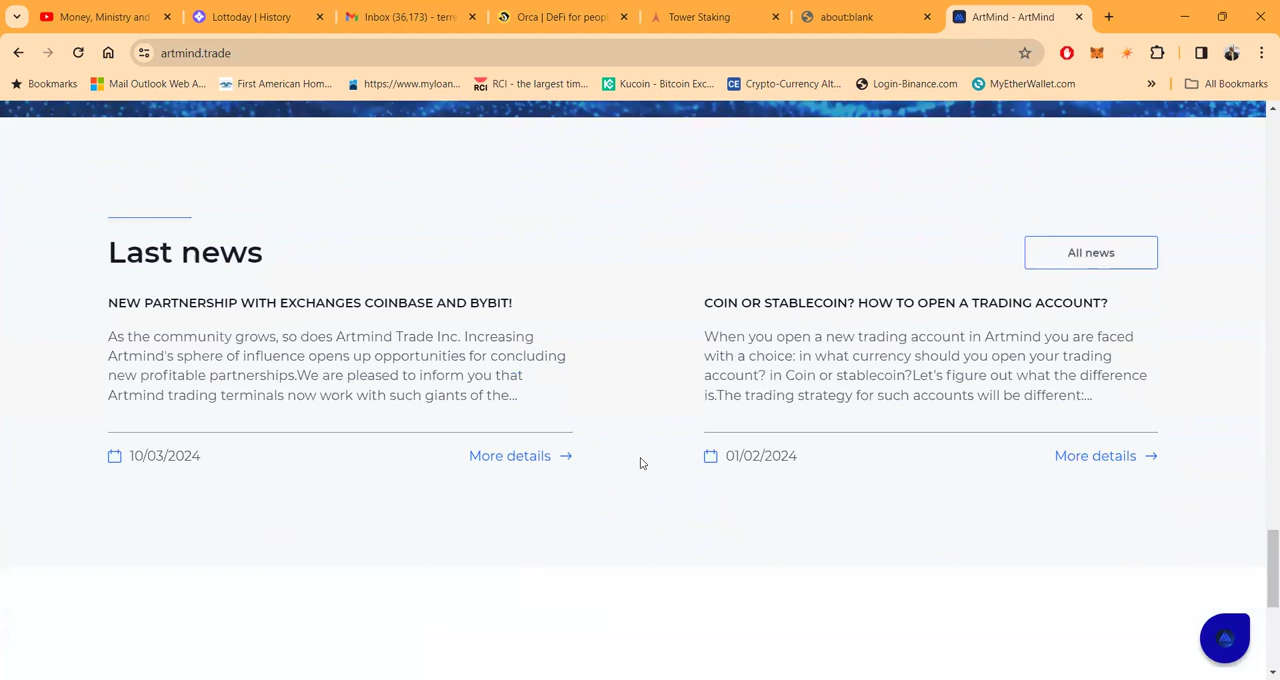 Money, Ministry and
Lottoday | History
Inbox (36,173) - terre
Orca | DeFi for peopl
Tower Staking
about:blank
ArtMind - ArtMind
artmind.trade
Bookmarks
Mail Outlook Web A...
First American Hom...
https://www.myloan...
RCI - the largest tim...
Kucoin - Bitcoin Exc...
Crypto-Currency Alt...
Login-Binance.com
MyEtherWallet.com
»
All Bookmarks
Last news
All news
NEW PARTNERSHIP WITH EXCHANGES COINBASE AND BYBIT!
As the community grows, so does Artmind Trade Inc. Increasing
Artmind's sphere of influence opens up opportunities for concluding
new profitable partnerships.We are pleased to inform you that
Artmind trading terminals now work with such giants of the...
10/03/2024
More details
COIN OR STABLECOIN? HOW TO OPEN A TRADING ACCOUNT?
When you open a new trading account in Artmind you are faced
with a choice: in what currency should you open your trading
account? in Coin or stablecoin?Let's figure out what the difference
is.The trading strategy for such accounts will be different:...
01/02/2024
More details